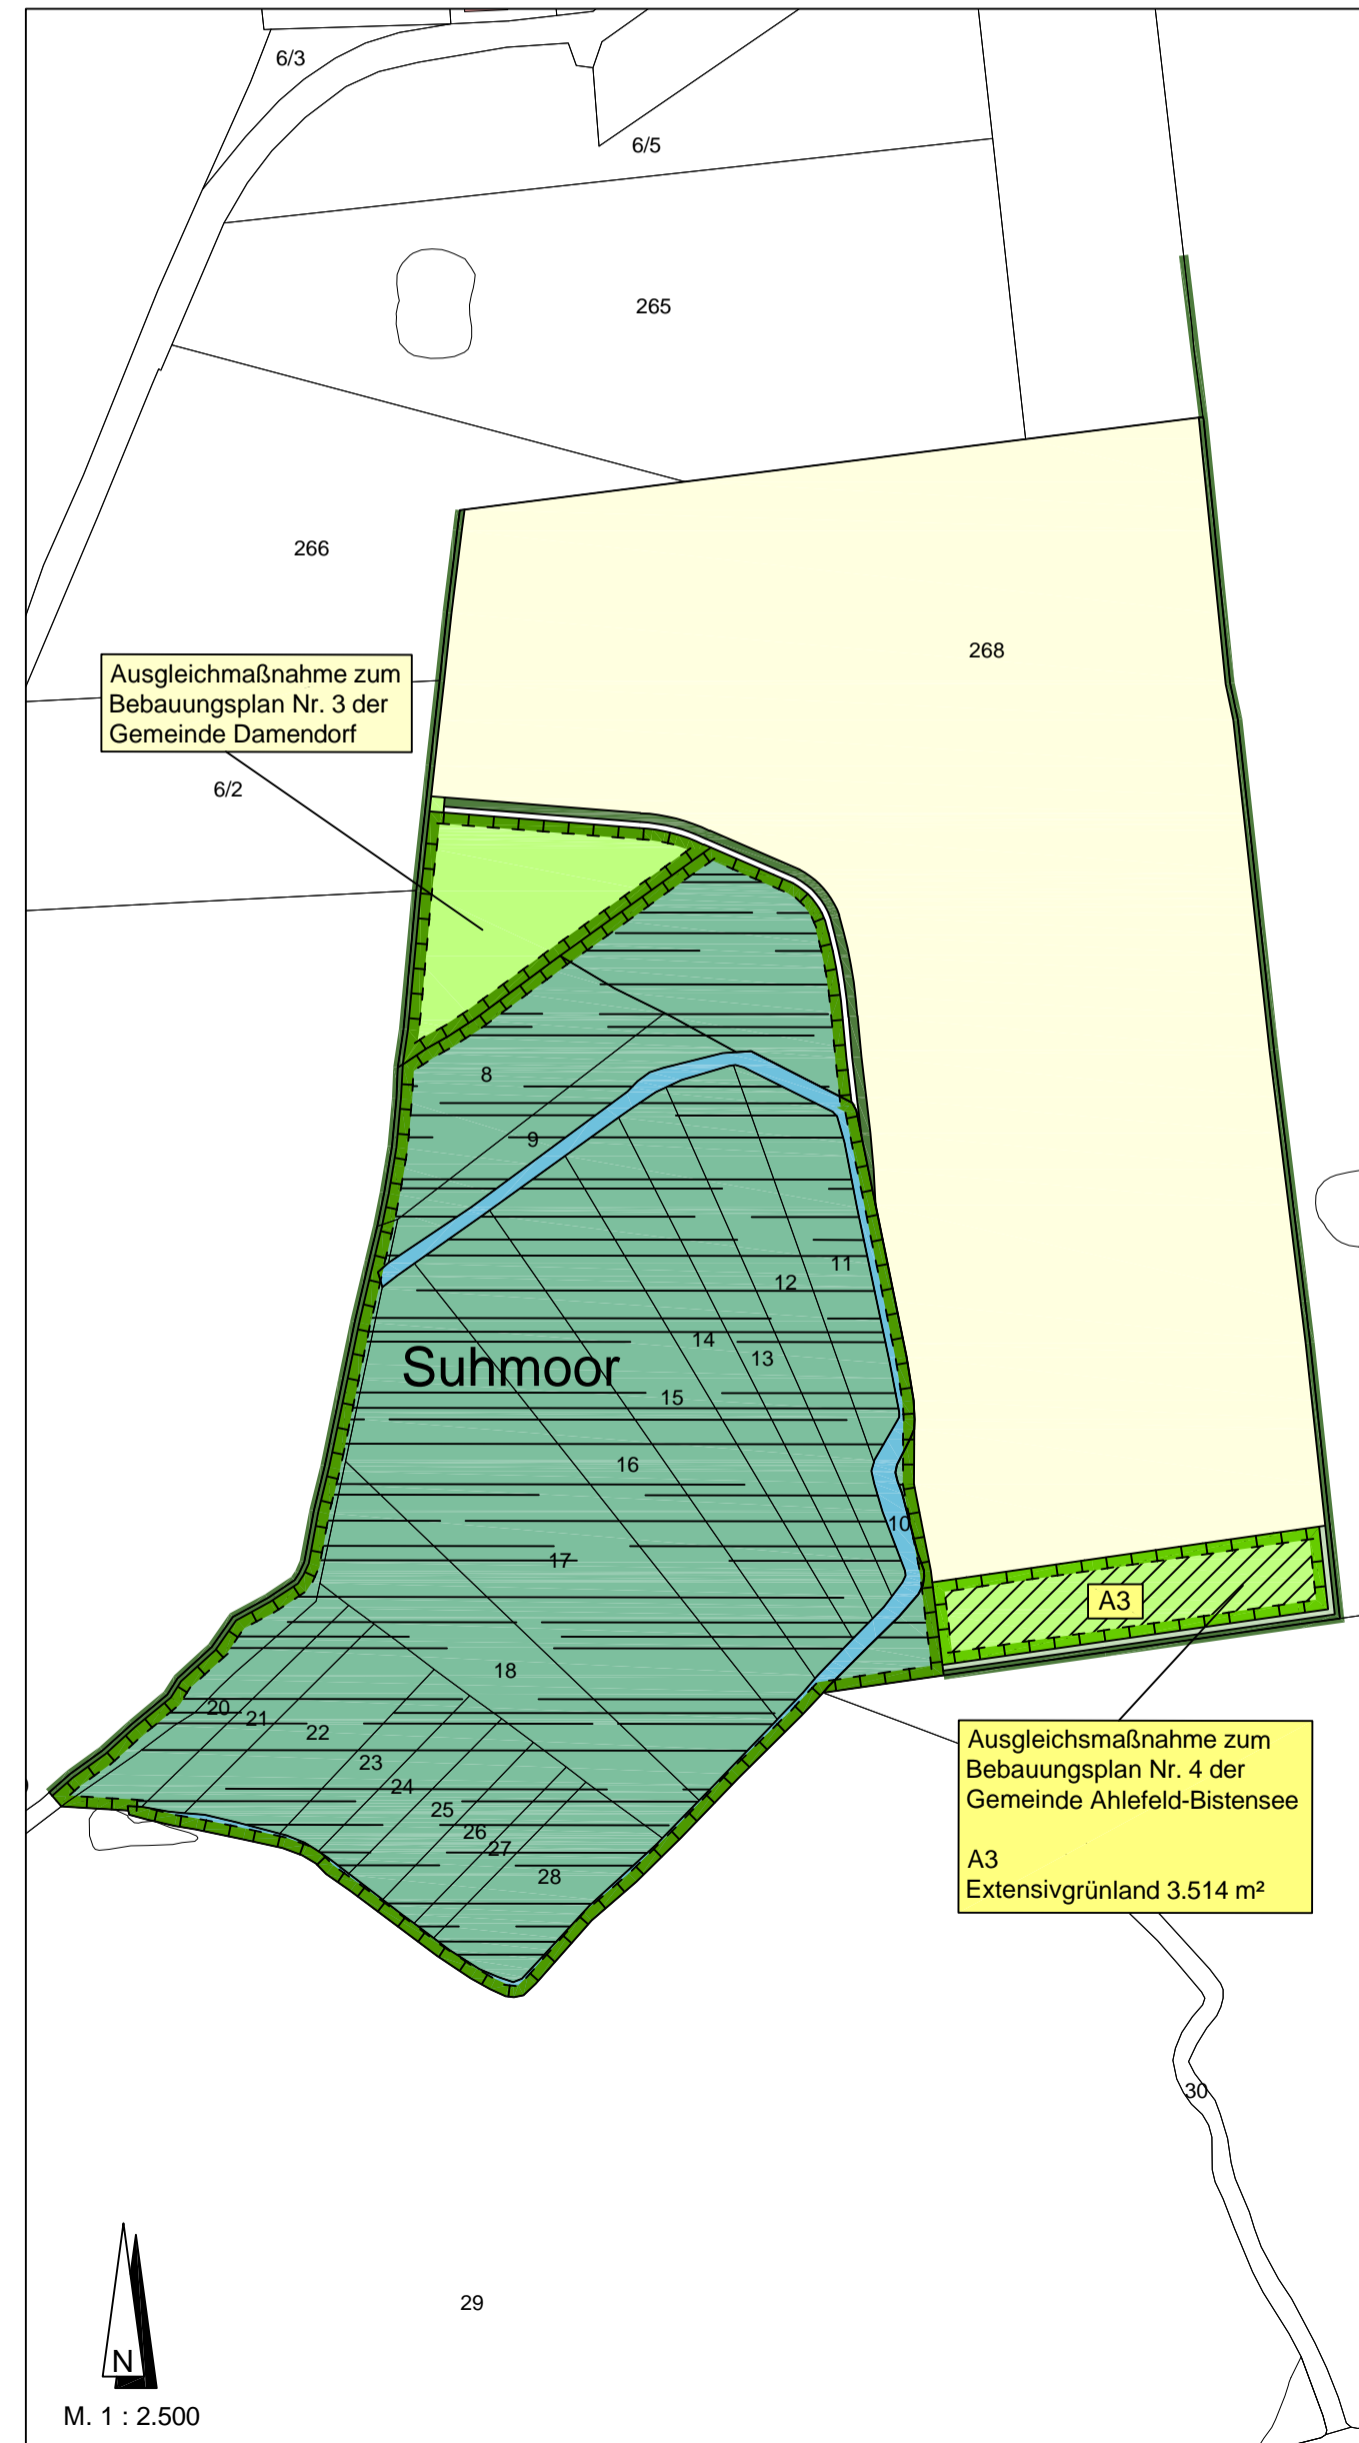 6/3
6/5
265
266
268
Ausgleichmaßnahme zum
Bebauungsplan Nr. 3 der
Gemeinde Damendorf
6/2
8
9
11
12
14
13
Suhmoor
15
16
10
17
A3
18
20
21
22
23
24
25
26
27
28
Ausgleichsmaßnahme zum
Bebauungsplan Nr. 4 der
Gemeinde Ahlefeld-Bistensee
A3
Extensivgrünland 3.514 m²
30
29
N
M. 1 : 2.500